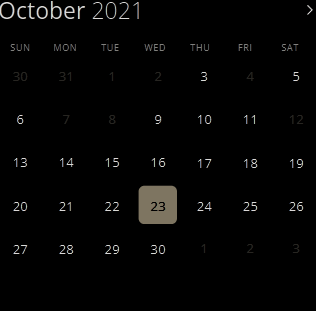 October 2021
SUN MON TUE WED THU FRI SAT
30 31 1 2 3 4 5
6 7 8 9 10 11 12
13 14 15 16 17 18 19
20 21 22 23 24 25 26
27 28 29 30 1 2 3